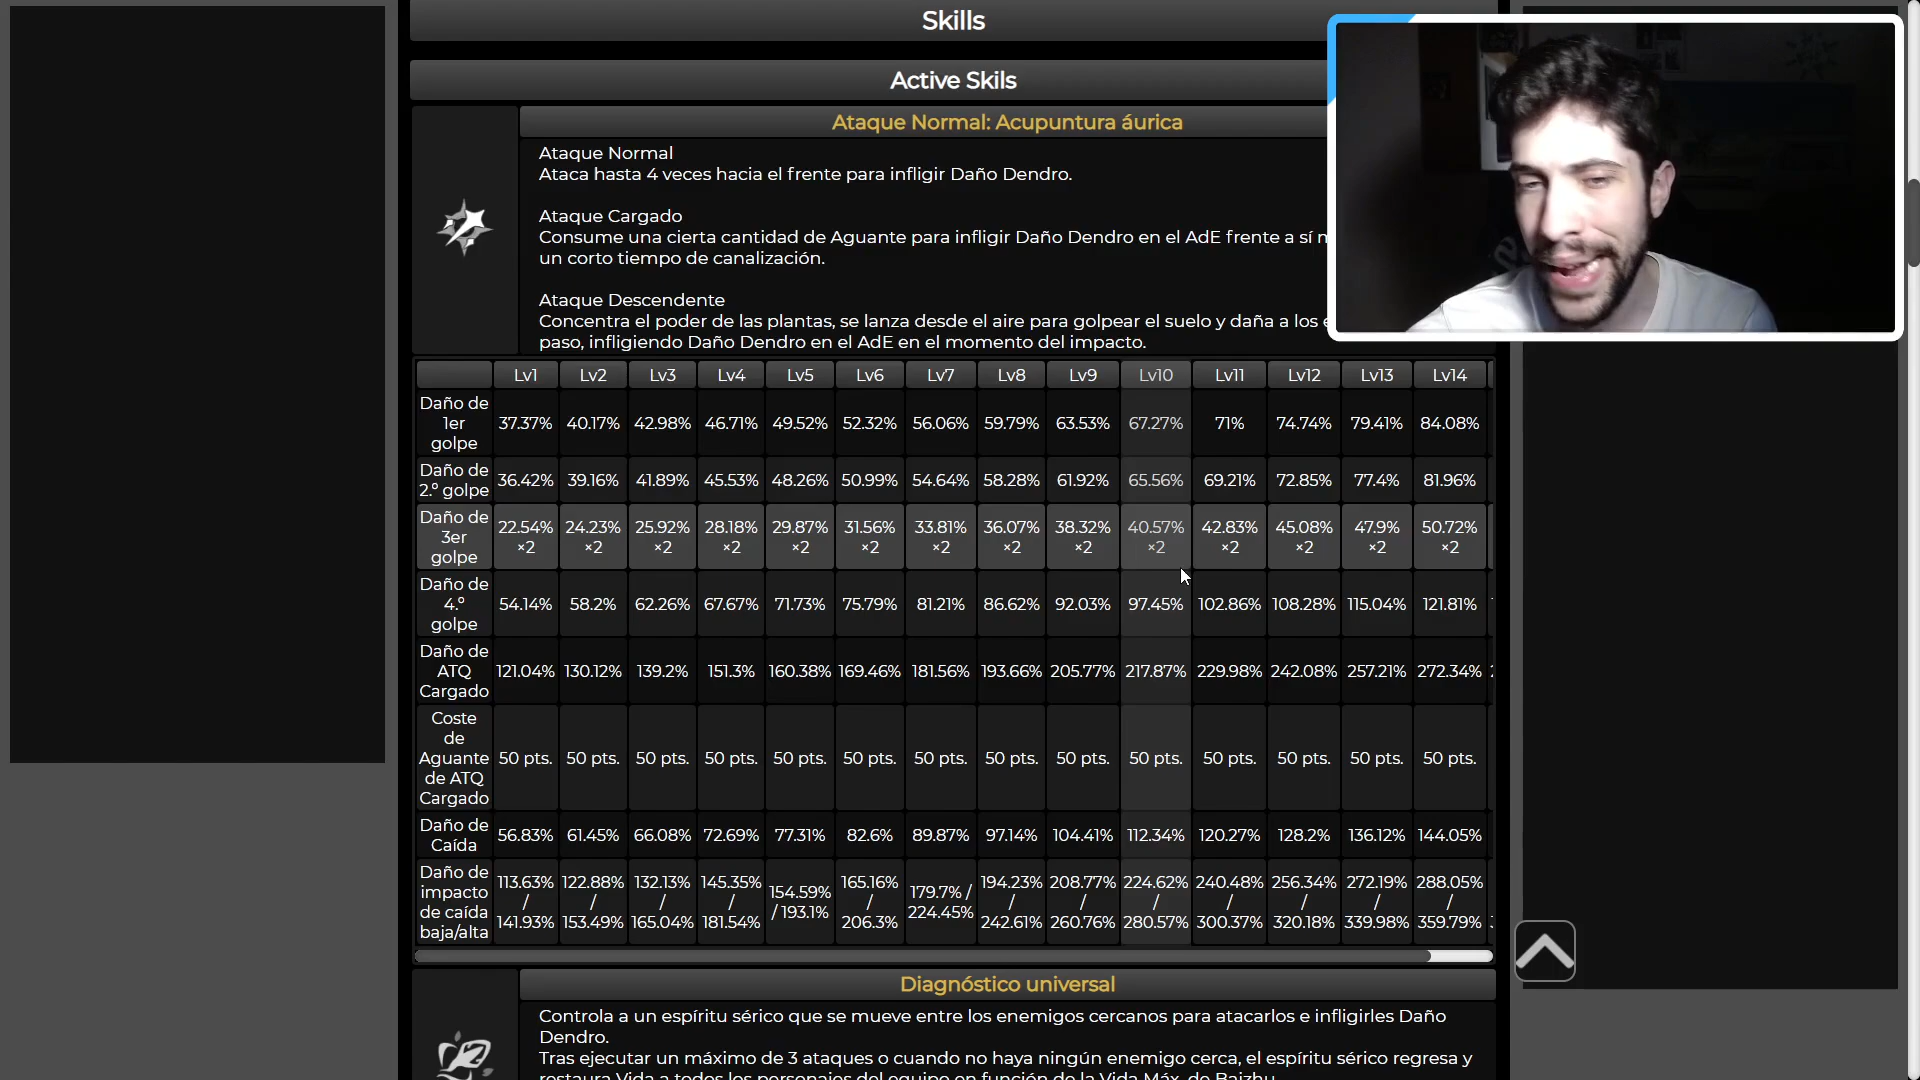 Skills
Active Skils
Ataque Normal: Acupuntura áurica
Ataque Normal
Ataca hasta 4 veces hacia el frente para infligir Daño Dendro.
Ataque Cargado
Consume una cierta cantidad de Aguante para infligir Daño Dendro en el AdE frente a sí
un corto tiempo de canalización.
Ataque Descendente
Concentra el poder de las plantas, se lanza desde el aire para golpear el suelo y daña a los
paso, infligiendo Daño Dendro en el AdE en el momento del impacto.
Lv1 Lv2 Lv3 Lv4 Lv5 Lv6 Lv7 Lv8 Lv9 Lv10 Lv11 Lv12 Lv13 Lv14
Daño de
1er
golpe
37.37% 40.17% 42.98% 46.71% 49.52% 52.32% 56.06% 59.79% 63.53% 67.27% 71% 74.74% 79.41% 84.08%
Daño de
2.º golpe
36.42% 39.16% 41.89% 45.53% 48.26% 50.99% 54.64% 58.28% 61.92% 65.56% 69.21% 72.85% 77.4% 81.96%
Daño de
3er
golpe
22.54% 24.23% 25.92% 28.18% 29.87% 31.56% 33.81% 36.07% 38.32% 40.57% 42.83% 45.08% 47.9% 50.72%
×2 ×2 ×2 ×2 ×2 ×2 ×2 ×2 ×2 ×2 ×2 ×2 ×2 ×2
Daño de
4.º
golpe
54.14% 58.2% 62.26% 67.67% 71.73% 75.79% 81.21% 86.62% 92.03% 97.45% 102.86% 108.28% 115.04% 121.81%
Daño de
ATQ
Cargado
121.04% 130.12% 139.2% 151.3% 160.38% 169.46% 181.56% 193.66% 205.77% 217.87% 229.98% 242.08% 257.21% 272.34%
Coste
de
Aguante
de ATQ
Cargado
50 pts. 50 pts. 50 pts. 50 pts. 50 pts. 50 pts. 50 pts. 50 pts. 50 pts. 50 pts. 50 pts. 50 pts. 50 pts. 50 pts.
Daño de
Caída
56.83% 61.45% 66.08% 72.69% 77.31% 82.6% 89.87% 97.14% 104.41% 112.34% 120.27% 128.2% 136.12% 144.05%
Daño de
impacto
de caída
baja/alta
113.63% / 141.93% 122.88% / 153.49% 132.13% / 165.04% 145.35% / 181.54% 154.59% / 193.1% 165.16% / 206.3% 179.7% / 224.45% 194.23% / 242.61% 208.77% / 260.76% 224.62% / 280.57% 240.48% / 300.37% 256.34% / 320.18% 272.19% / 339.98% 288.05% / 359.79%
Diagnóstico universal
Controla a un espíritu sérico que se mueve entre los enemigos cercanos para atacarlos e infligirles Daño
Dendro.
Tras ejecutar un máximo de 3 ataques o cuando no haya ningún enemigo cerca, el espíritu sérico regresa y
restaura Vida a todos los personajes del equipo en función de la Vida Máx. de Baizhu.